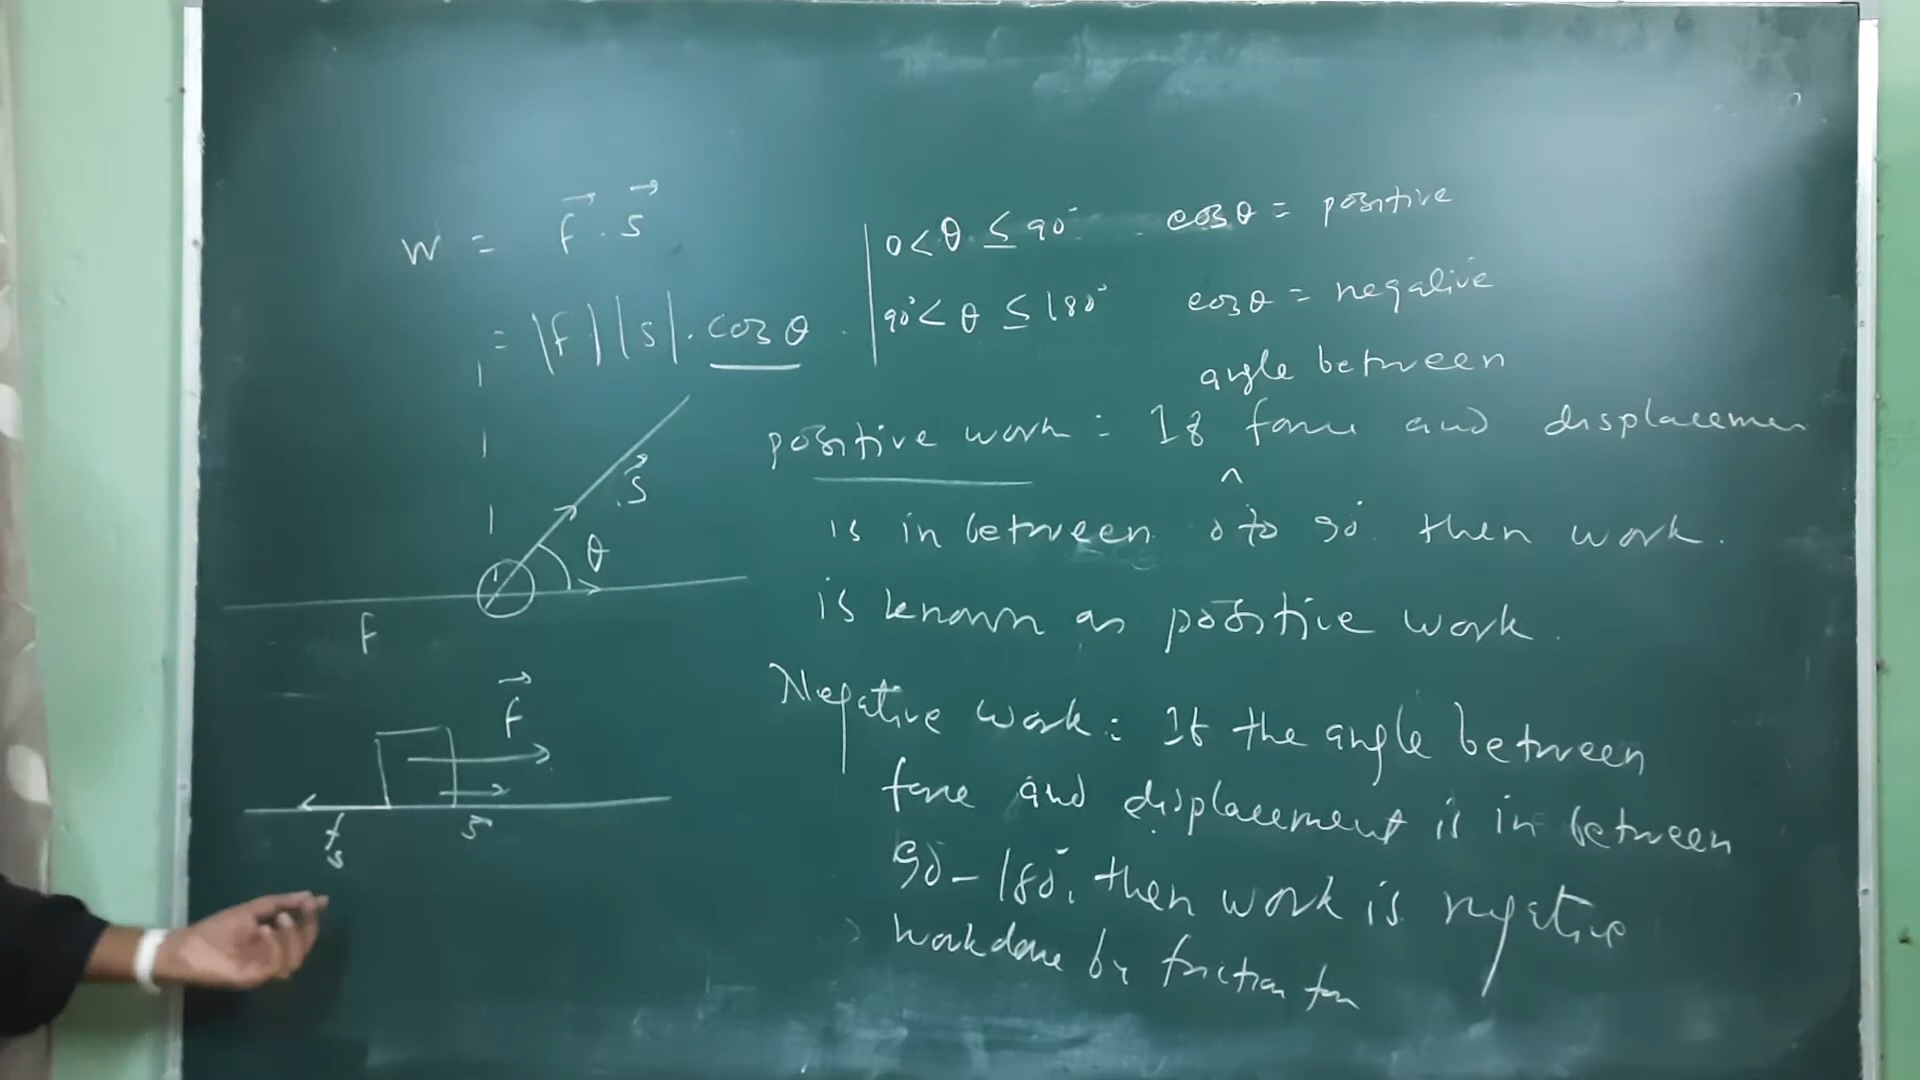 W = F⃗ . S⃗
= |F| |S| . cos θ .
0 < θ ≤ 90° cos θ = positive
90° < θ ≤ 180° cos θ = negative
angle between
positive work : If force and displacemen
^
is in between 0 to 90° then work .
is known as positive work .
S⃗
θ
F
Negative work : If the angle between
force and displacement is in between
90° - 180° , then work is negative
workdone by friction for
F⃗
S⃗
f
s